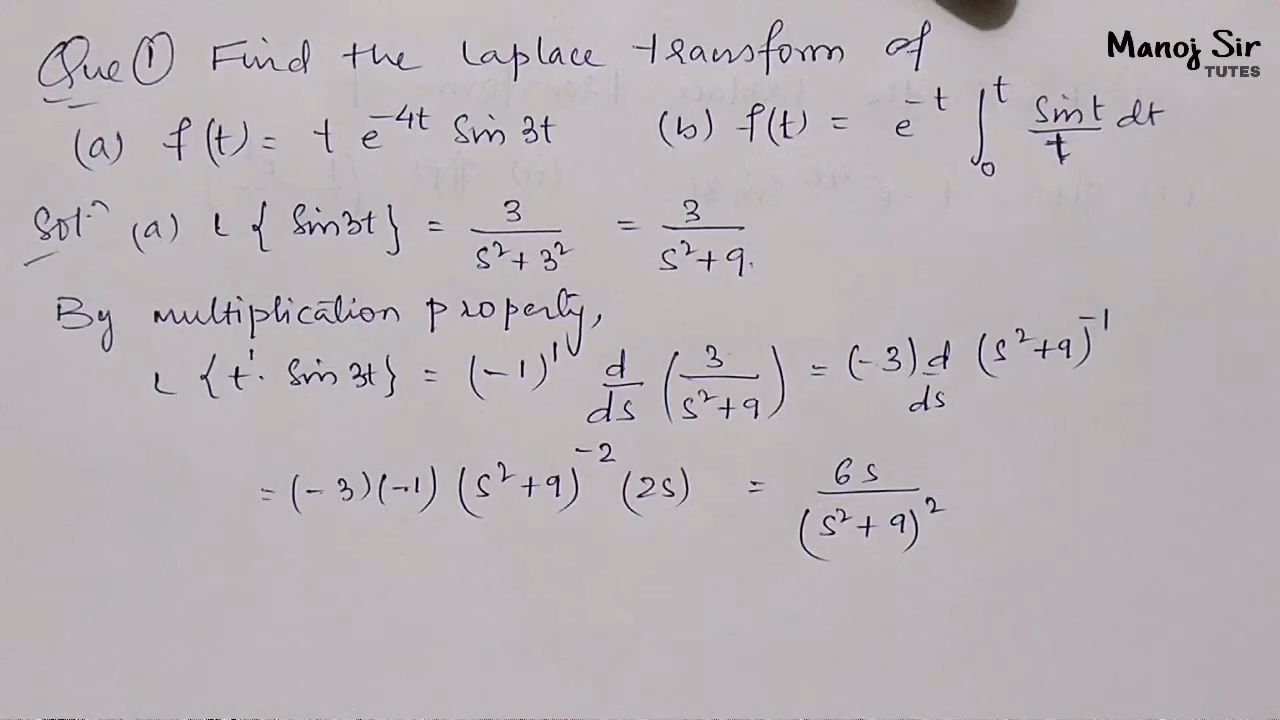 Que ① Find the Laplace transform of
Manoj Sir
TUTES
(a) f(t) = t e^{-4t} Sin 3t (b) f(t) = e^{-t} ∫_0^t Sint/t dt
Sol.ⁿ (a) L { Sin3t } = 3/(s²+3²) = 3/(s²+9).
By multiplication property,
L {t¹. Sin 3t} = (-1)¹ d/ds (3/(s²+9)) = (-3) d/ds (s²+9)^{-1}
= (-3)(-1) (s²+9)^{-2} (2s) = 6s/(s²+9)²